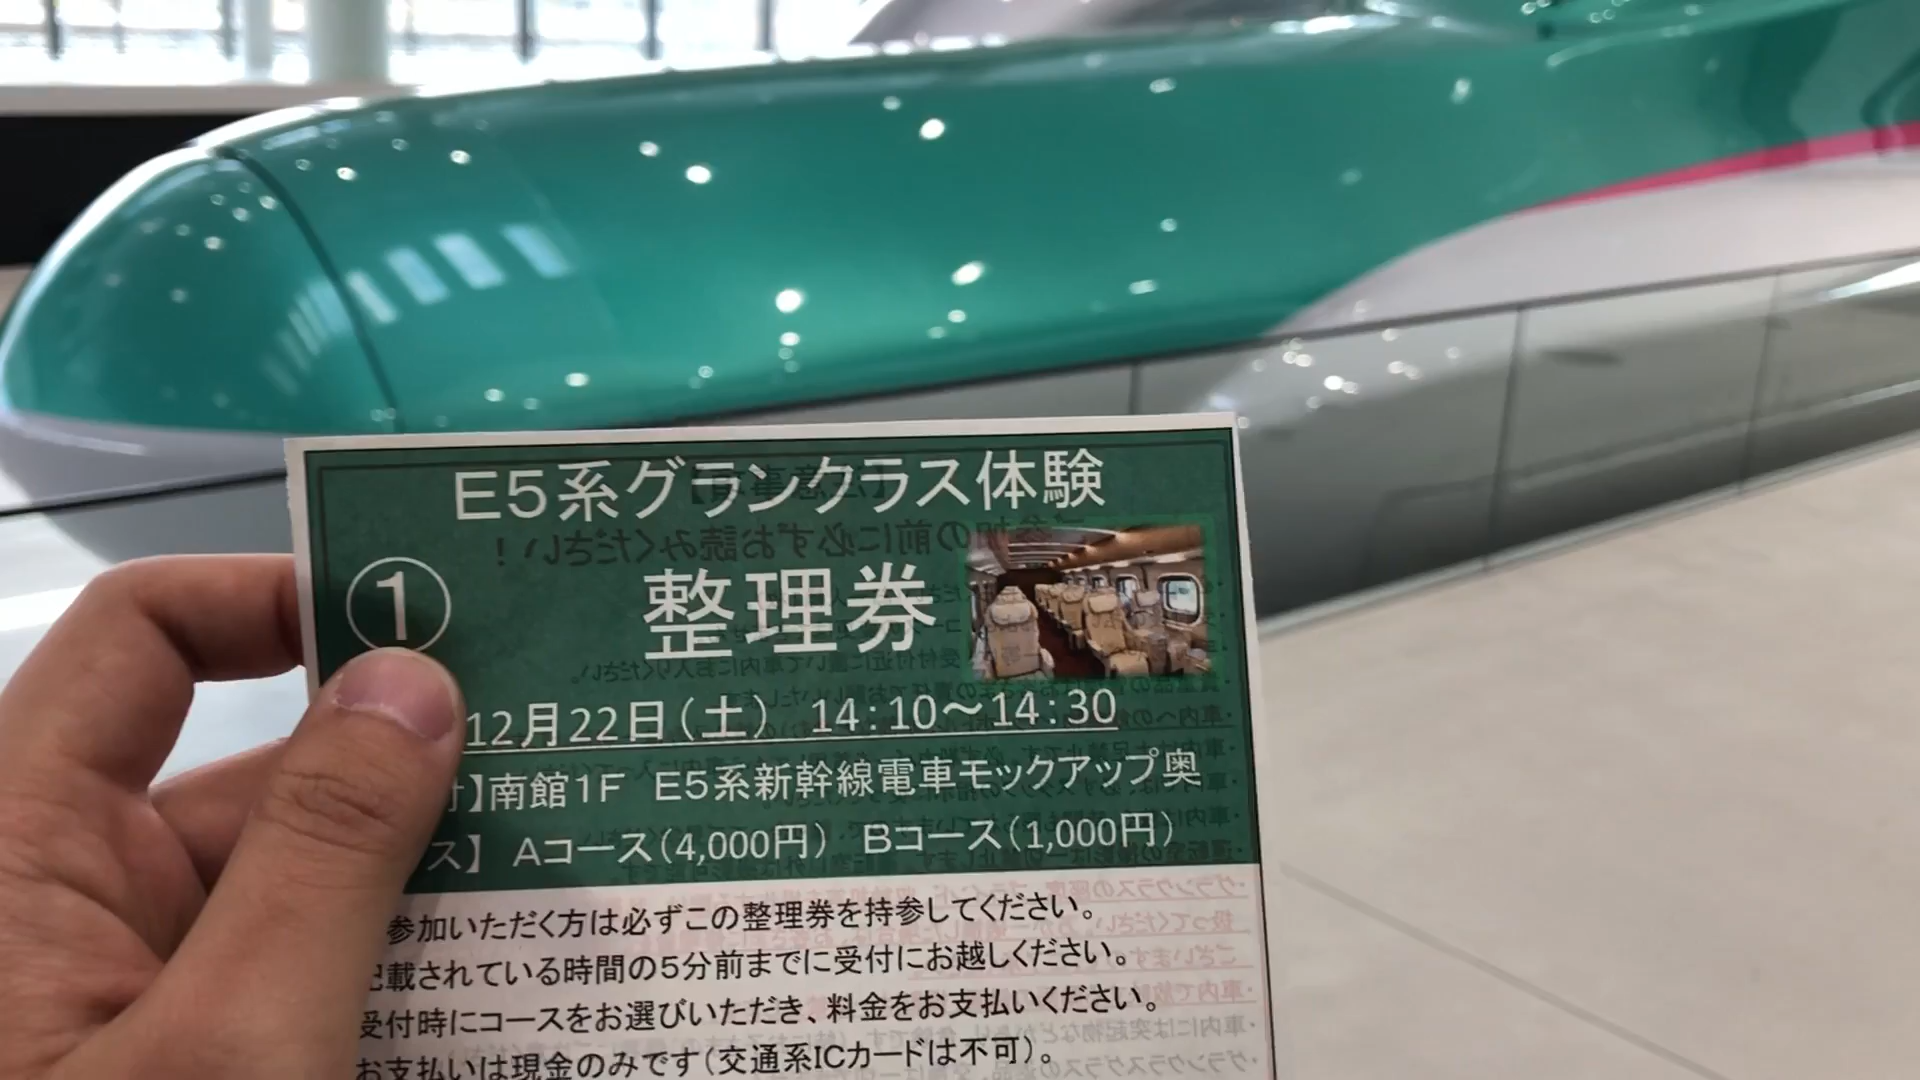 E5系グランクラス体験
①
整理券
12月22日（土） 14：10～14：30
付】南館1F E5系新幹線電車モックアップ奥
ス】 Aコース（4,000円） Bコース（1,000円）
参加いただく方は必ずこの整理券を持参してください。
記載されている時間の5分前までに受付にお越しください。
受付時にコースをお選びいただき、料金をお支払いください。
お支払いは現金のみです（交通系ICカードは不可）。